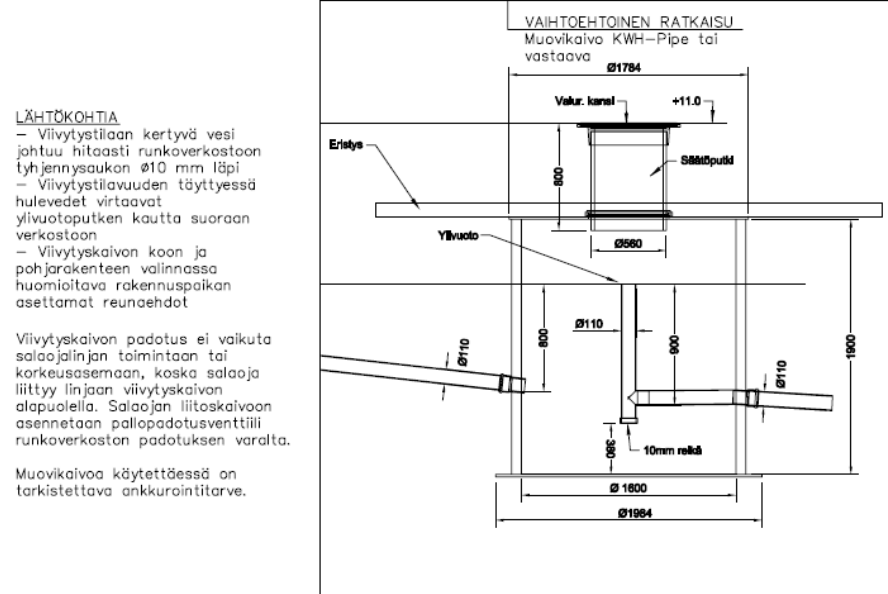 LÄHTÖKOHTIA
– Viivytystilaan kertyvä vesi
johtuu hitaasti runkoverkostoon
tyhjennysaukon ø10 mm läpi
– Viivytystilavuuden täyttyessä
hulevedet virtaavat
ylivuotoputken kautta suoraan
verkostoon
– Viivytyskaivon koon ja
pohjarakenteen valinnassa
huomioitava rakennuspaikan
asettamat reunaehdot
Viivytyskaivon padotus ei vaikuta
salaojalinjan toimintaan tai
korkeusasemaan, koska salaoja
liittyy linjaan viivytyskaivon
alapuolella. Salaojan liitoskaivoon
asennetaan pallopadotusventtiili
runkoverkoston padotuksen varalta.
Muovikaivoa käytettäessä on
tarkistettava ankkurointitarve.
VAIHTOEHTOINEN RATKAISU
Muovikaivo KWH–Pipe tai
vastaava
Ø1784
Valur. kansi
+11.0
Eristys
800
Säätöputki
Ø560
Ylivuoto
Ø110
800
Ø110
900
1900
Ø110
380
10mm reikä
Ø 1600
Ø1984